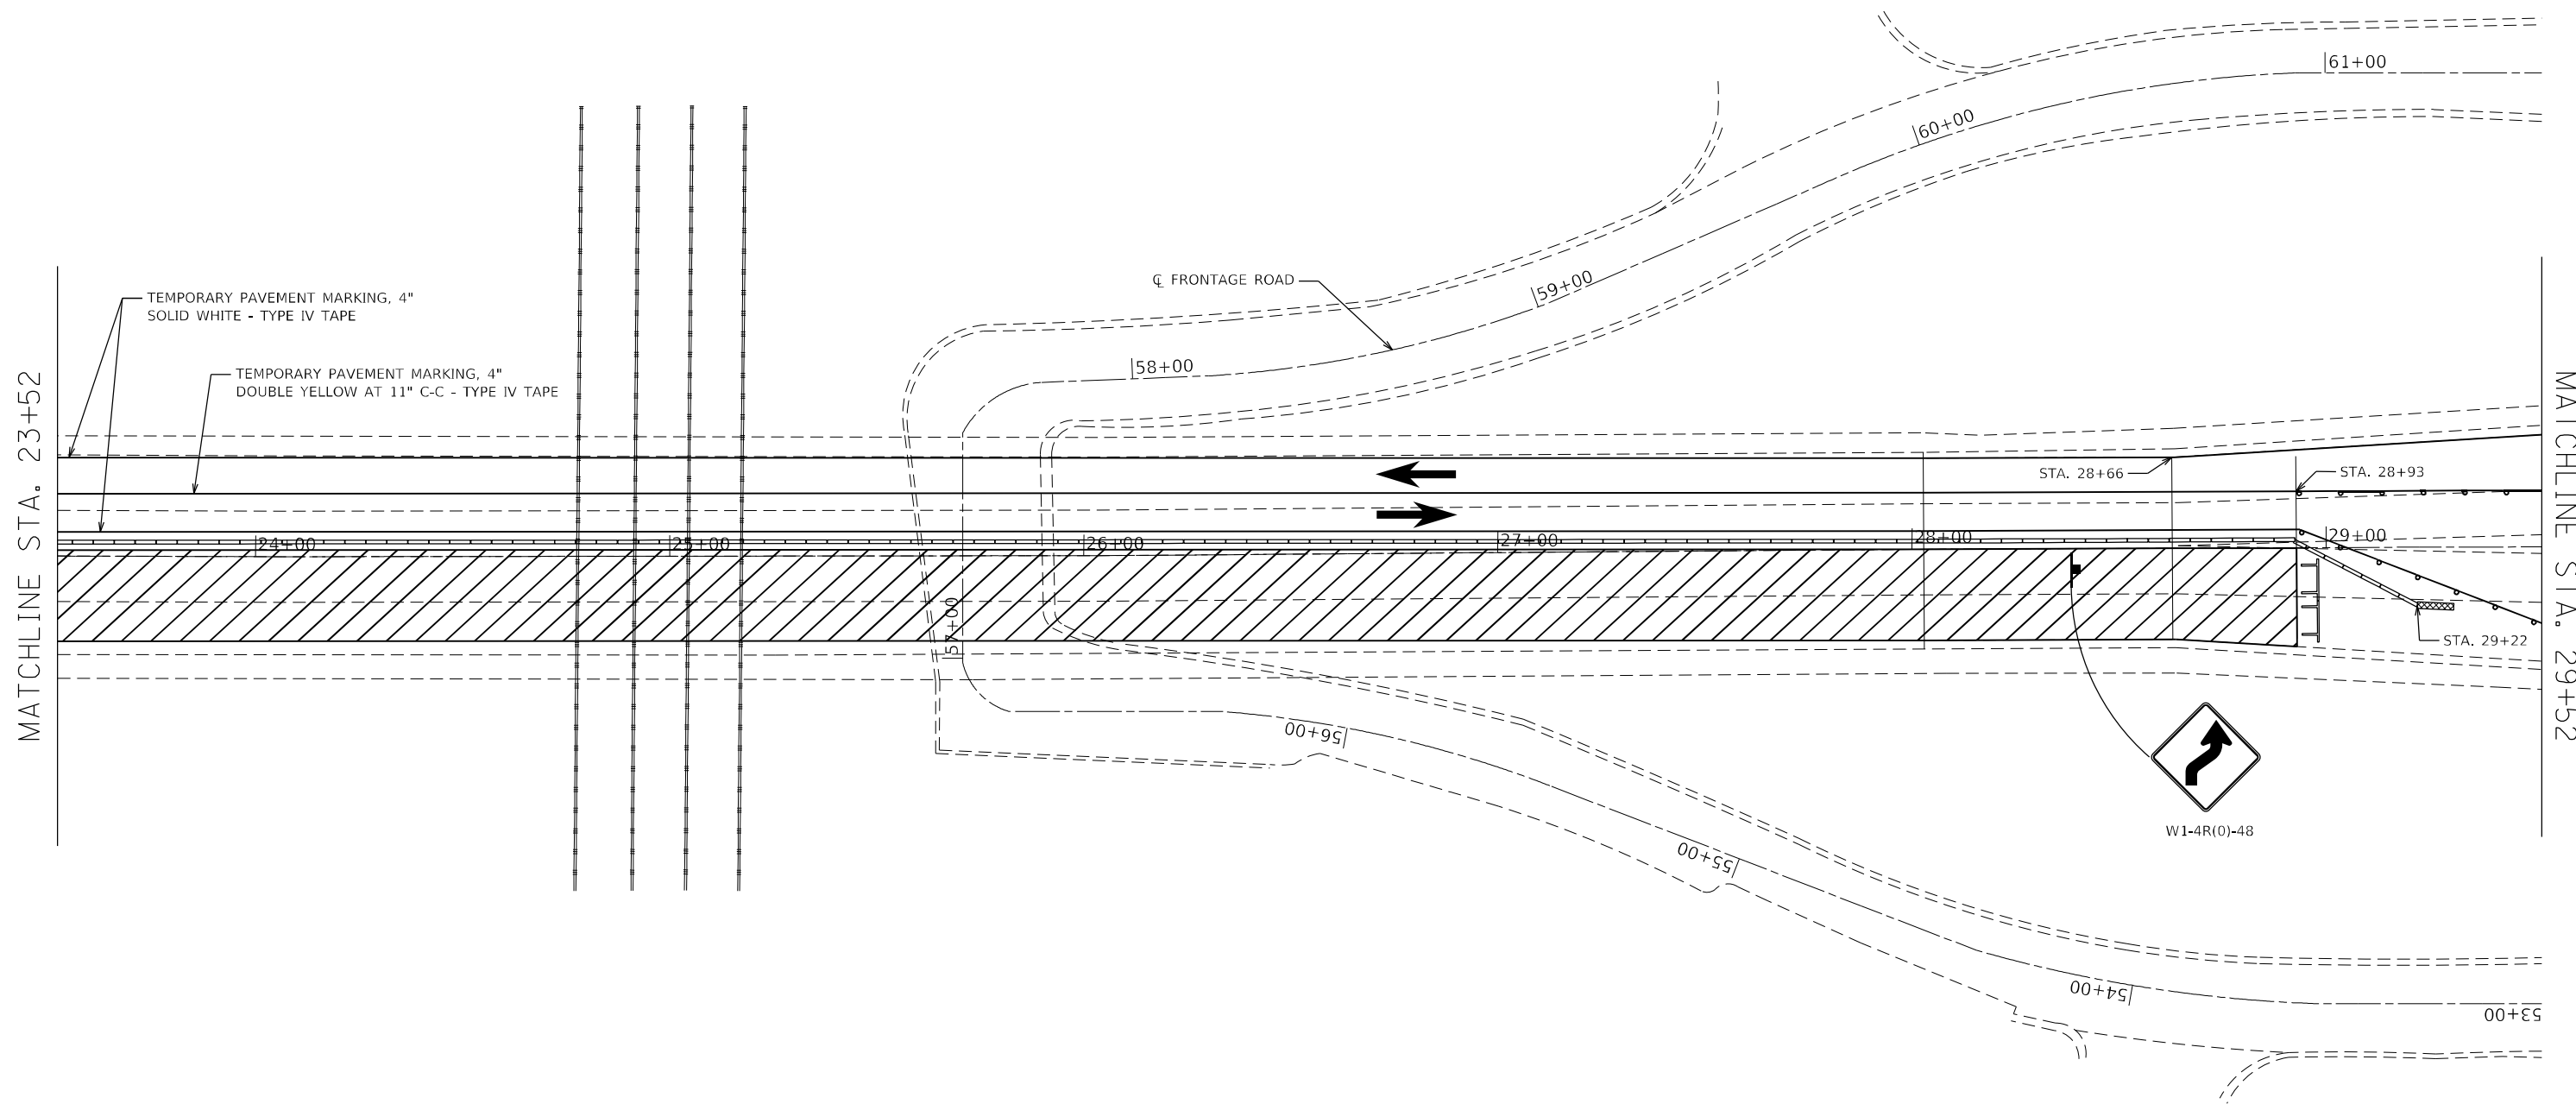 61+00
60+00
59+00
℄ FRONTAGE ROAD
TEMPORARY PAVEMENT MARKING, 4"
SOLID WHITE - TYPE IV TAPE
58+00
TEMPORARY PAVEMENT MARKING, 4"
DOUBLE YELLOW AT 11" C-C - TYPE IV TAPE
MATCHLINE STA. 23+52
MATCHLINE STA. 29+52
STA. 28+66
STA. 28+93
24+00
25+00
26+00
27+00
28+00
29+00
57+00
STA. 29+22
56+00
W1-4R(0)-48
55+00
54+00
53+00